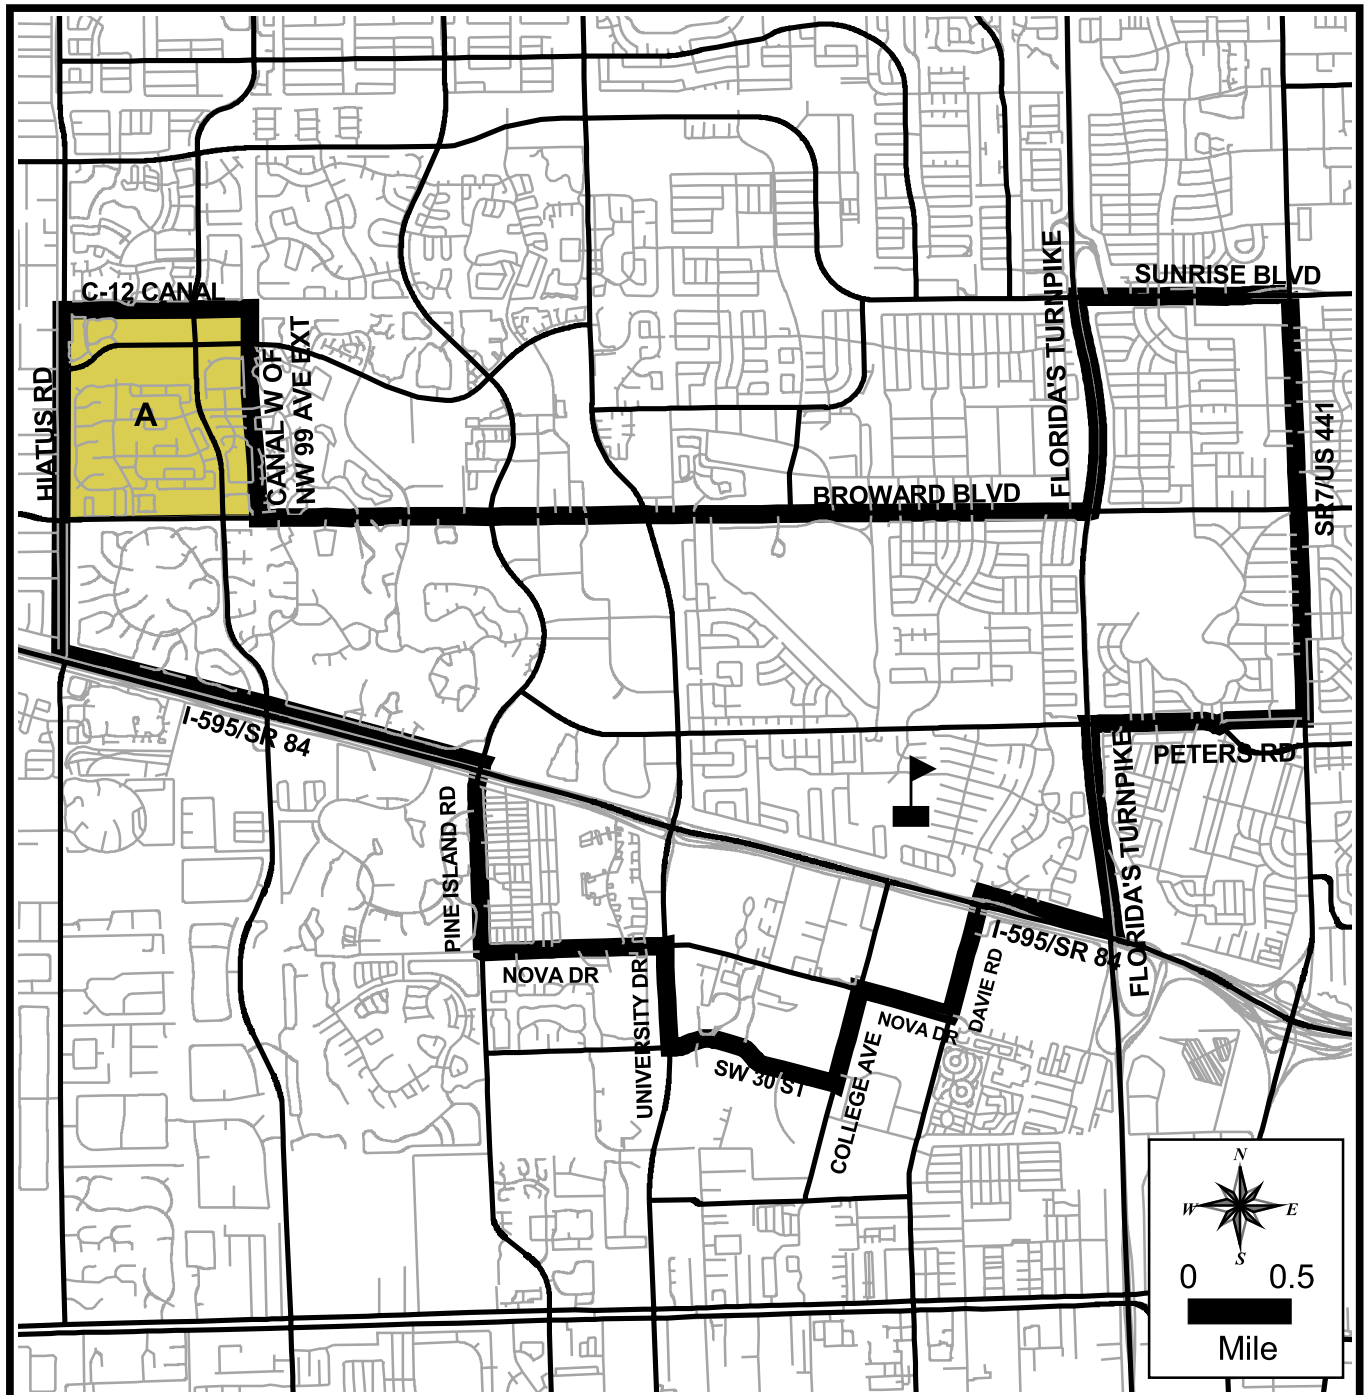 SUNRISE BLVD
C-12 CANAL
FLORIDA'S TURNPIKE
CANAL W OF
NW 99 AVE EXT
HIATUS RD
A
SR7/US 441
BROWARD BLVD
I-595/SR 84
PETERS RD
FLORIDA'S TURNPIKE
PINE ISLAND RD
I-595/SR 84
NOVA DR
UNIVERSITY DR
DAVIE RD
NOVA DR
SW 30 ST
COLLEGE AVE
N
W E
S
0 0.5
Mile